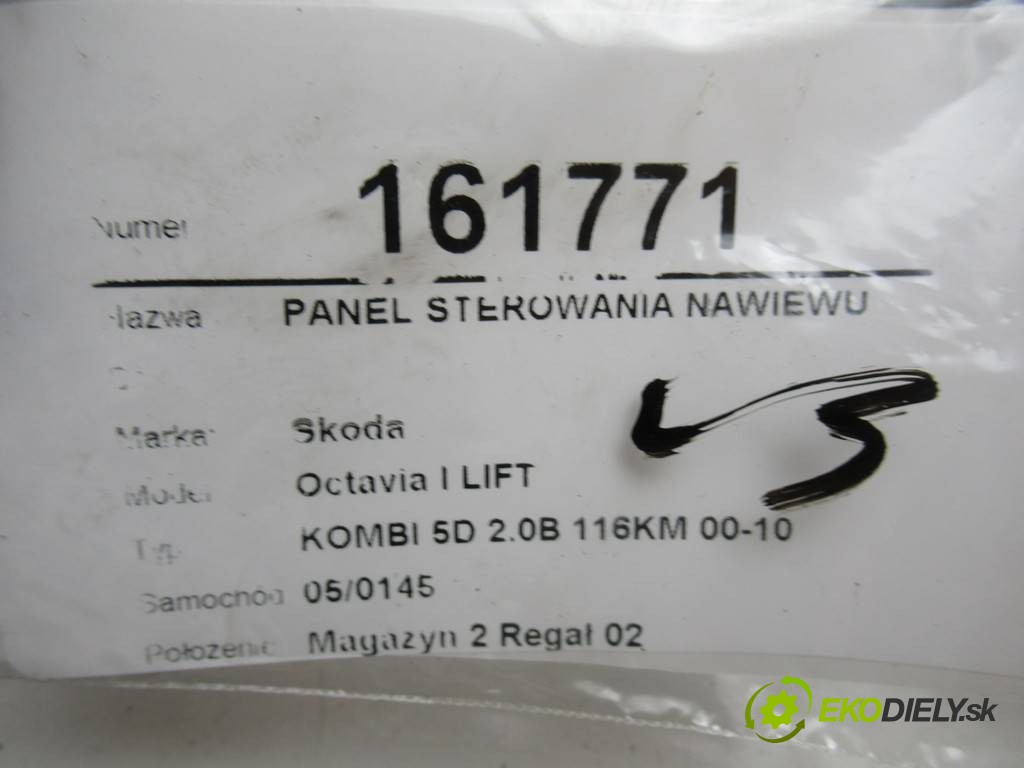 Numer 161771
Nazwa PANEL STEROWANIA NAWIEWU
Marka: Skoda
Model Octavia I LIFT
Typ KOMBI 5D 2.0B 116KM 00-10
Samochód 05/0145
Położenie Magazyn 2 Regał 02
EKODIELY.sk